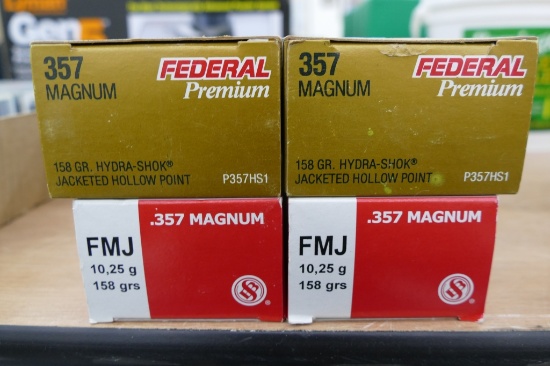 Gen
357 MAGNUM
FEDERAL Premium
158 GR. HYDRA-SHOK®
JACKETED HOLLOW POINT
P357HS1
357 MAGNUM
FEDERAL Premium
158 GR. HYDRA-SHOK®
JACKETED HOLLOW POINT
P357HS1
.357 MAGNUM
FMJ
10,25 g
158 grs
.357 MAGNUM
FMJ
10,25 g
158 grs